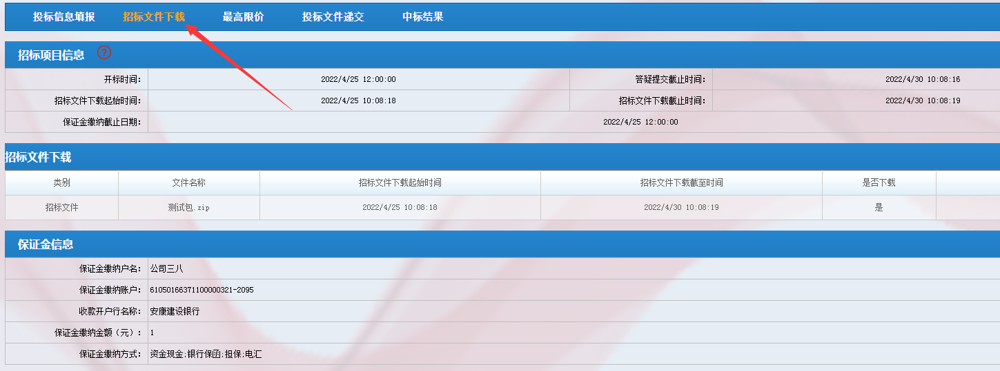 投标信息填报 招标文件下载 最高限价 投标文件递交 中标结果
招标项目信息 ?
开标时间： 2022/4/25 12:00:00 答疑提交截止时间： 2022/4/30 10:08:16
招标文件下载起始时间： 2022/4/25 10:08:18 招标文件下载截止时间： 2022/4/30 10:08:19
保证金缴纳截止日期： 2022/4/25 12:00:00
招标文件下载
类别 文件名称 招标文件下载起始时间 招标文件下载截至时间 是否下载
招标文件 测试包.zip 2022/4/25 10:08:18 2022/4/30 10:08:19 是
保证金信息
保证金缴纳户名： 公司三八
保证金缴纳账户： 61050166371100000321-2095
收款开户行名称： 安康建设银行
保证金缴纳金额（元）： 1
保证金缴纳方式： 资金现金;银行保函;担保;电汇